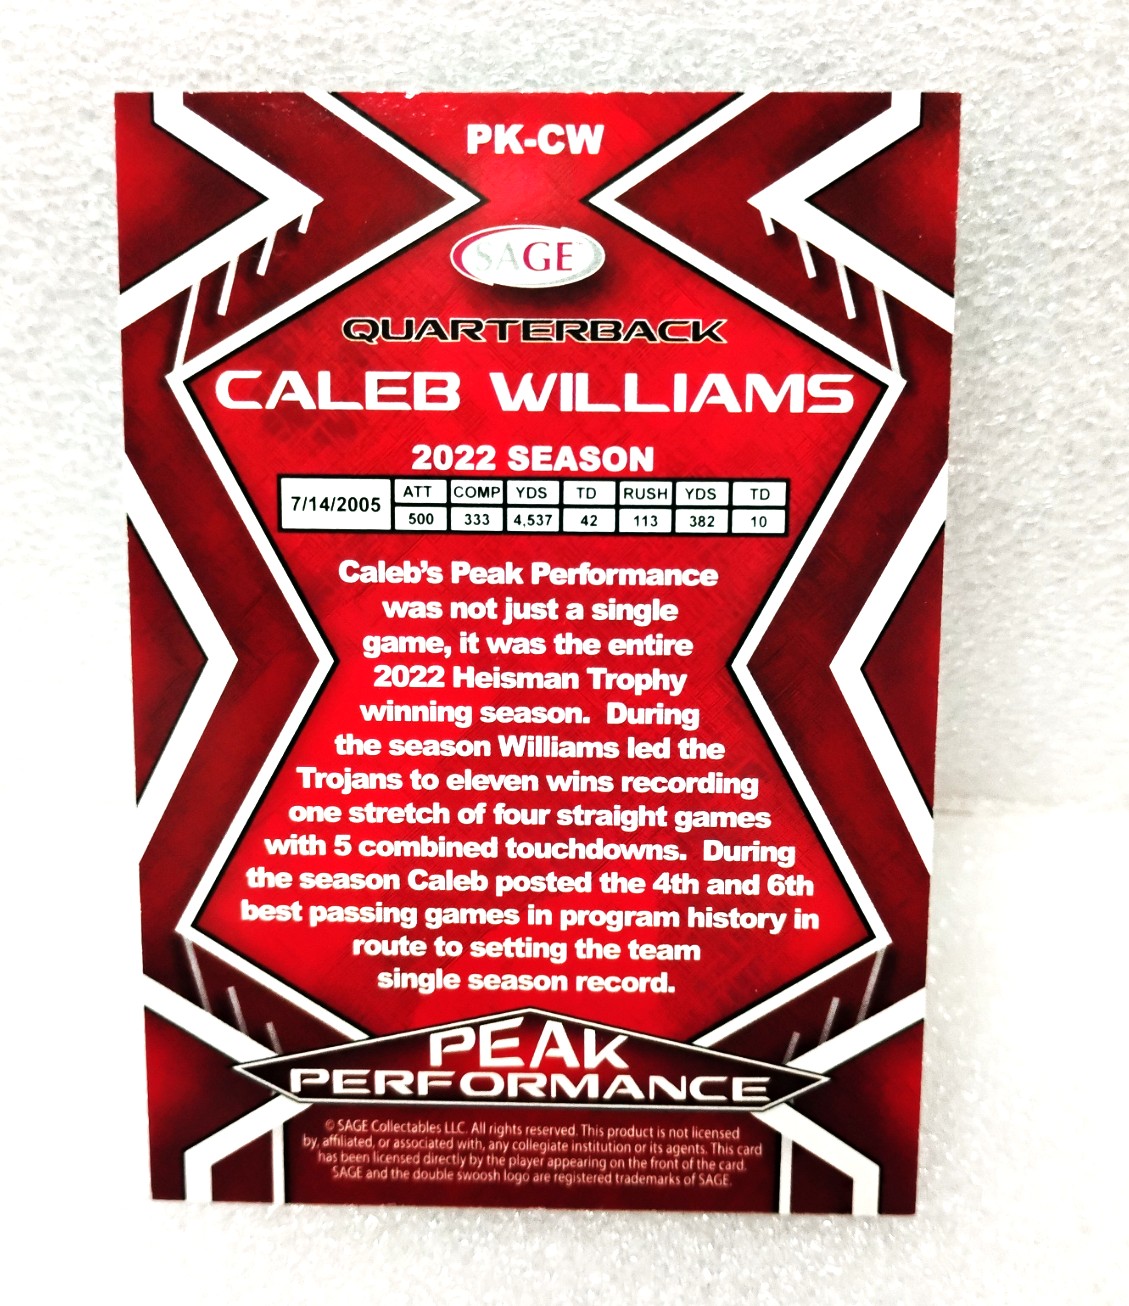 PK-CW
SAGE
QUARTERBACK
CALEB WILLIAMS
2022 SEASON
7/14/2005 ATT COMP YDS TD RUSH YDS TD
500 333 4,537 42 113 382 10
Caleb's Peak Performance
was not just a single
game, it was the entire
2022 Heisman Trophy
winning season. During
the season Williams led the
Trojans to eleven wins recording
one stretch of four straight games
with 5 combined touchdowns. During
the season Caleb posted the 4th and 6th
best passing games in program history in
route to setting the team
single season record.
PEAK
PERFORMANCE
© SAGE Collectables LLC. All rights reserved. This product is not licensed
by, affiliated, or associated with, any collegiate institution or its agents. This card
has been licensed directly by the player appearing on the front of the card.
SAGE and the double swoosh logo are registered trademarks of SAGE.